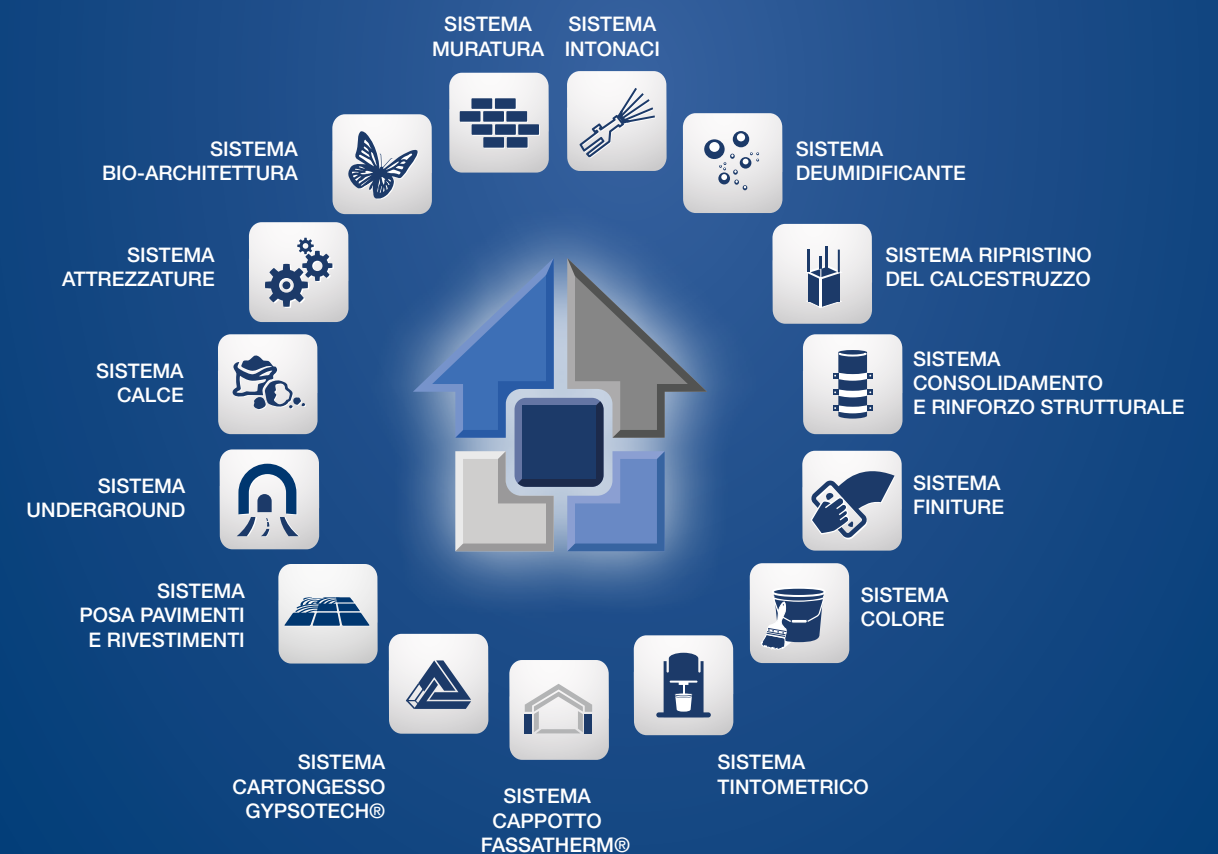 SISTEMA
MURATURA
SISTEMA
INTONACI
SISTEMA
DEUMIDIFICANTE
SISTEMA RIPRISTINO
DEL CALCESTRUZZO
SISTEMA
CONSOLIDAMENTO
E RINFORZO STRUTTURALE
SISTEMA
FINITURE
SISTEMA
COLORE
SISTEMA
TINTOMETRICO
SISTEMA
CAPPOTTO
FASSATHERM®
SISTEMA
CARTONGESSO
GYPSOTECH®
SISTEMA
POSA PAVIMENTI
E RIVESTIMENTI
SISTEMA
UNDERGROUND
SISTEMA
CALCE
SISTEMA
ATTREZZATURE
SISTEMA
BIO-ARCHITETTURA